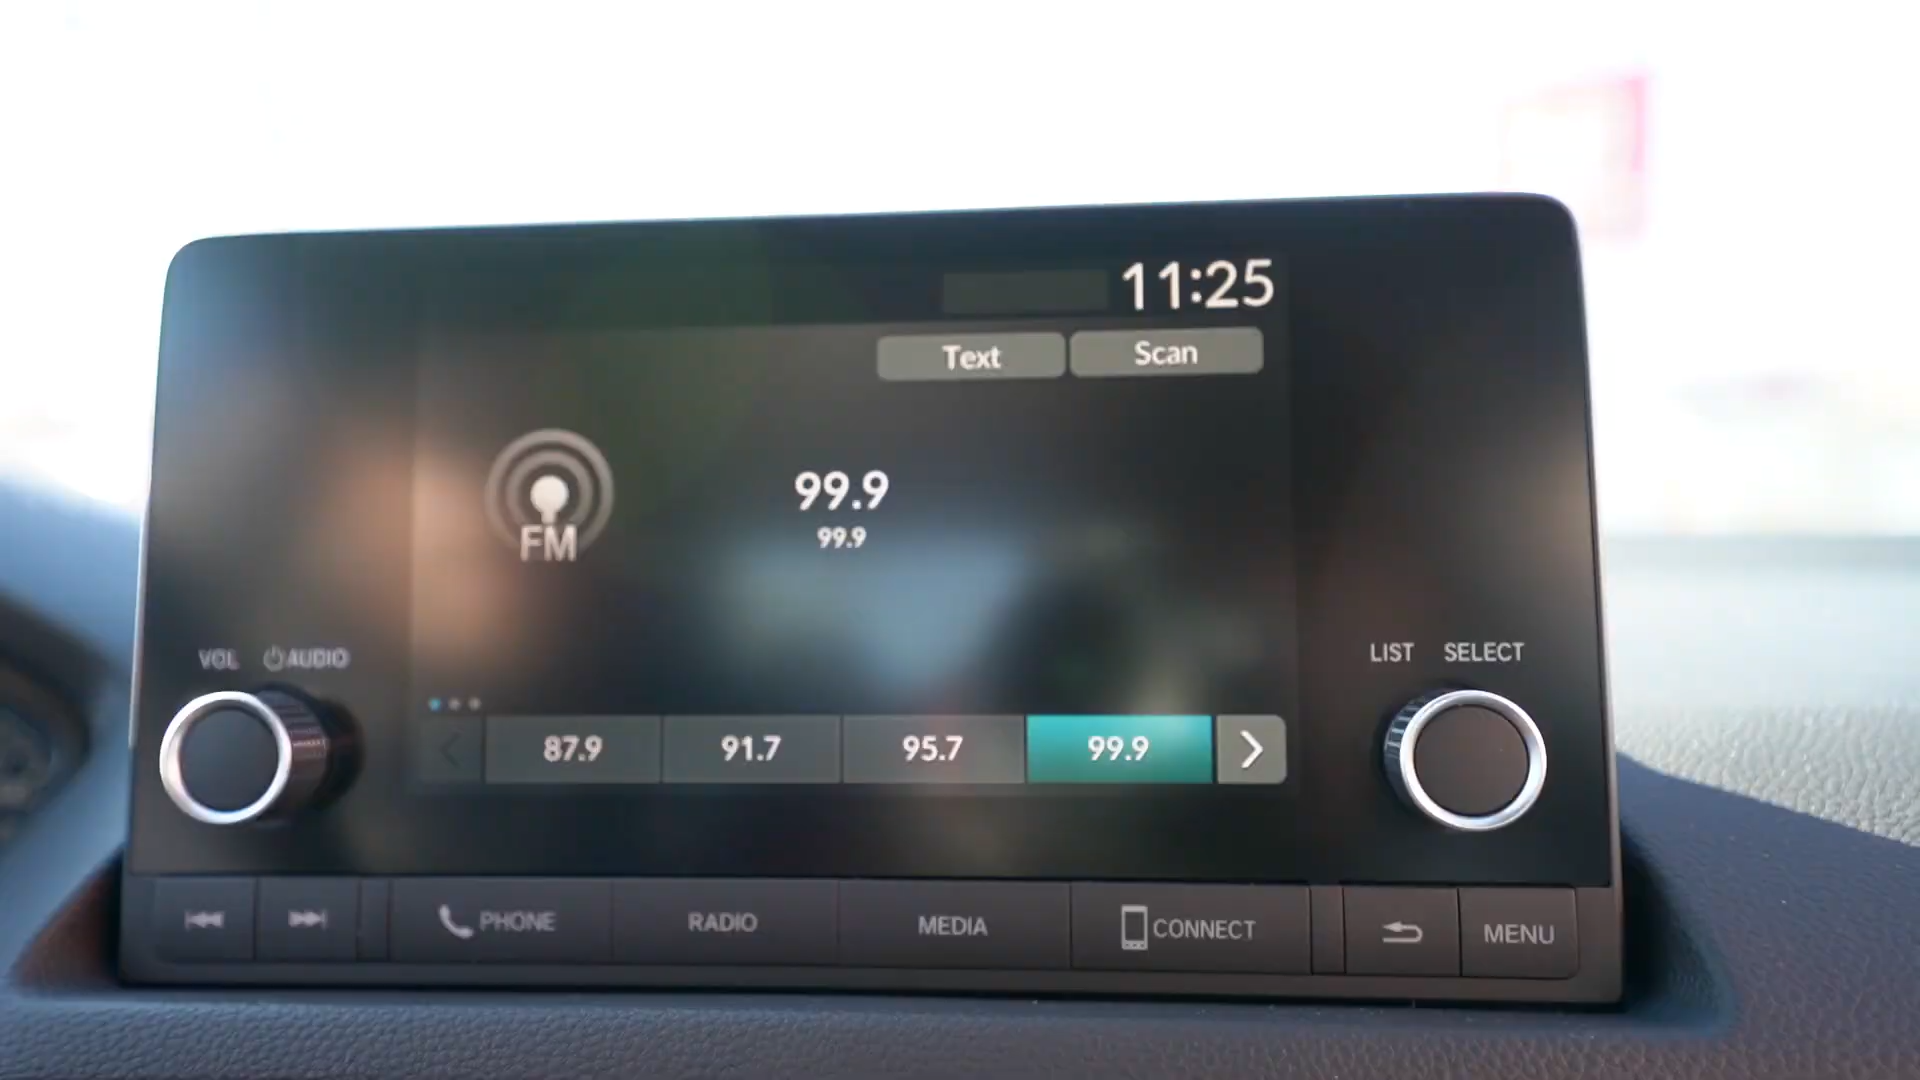 11:25
Text Scan
99.9
FM
99.9
VOL AUDIO
LIST SELECT
87.9 91.7 95.7 99.9
PHONE RADIO MEDIA CONNECT MENU